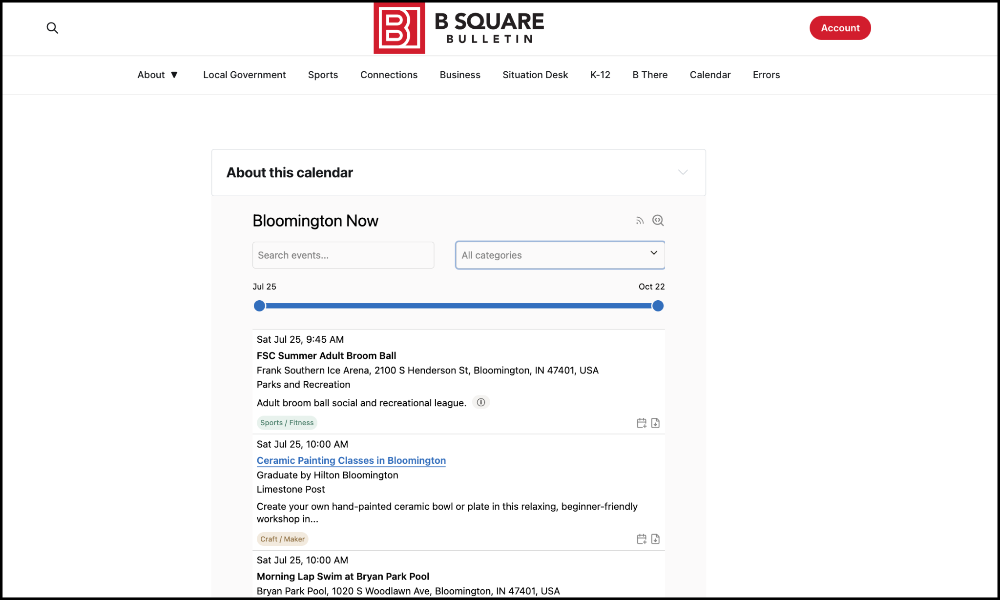 B SQUARE
BULLETIN
Account
About ▼ Local Government Sports Connections Business Situation Desk K-12 B There Calendar Errors
About this calendar
Bloomington Now
Search events...
All categories
Jul 25 Oct 22
Sat Jul 25, 9:45 AM
FSC Summer Adult Broom Ball
Frank Southern Ice Arena, 2100 S Henderson St, Bloomington, IN 47401, USA
Parks and Recreation
Adult broom ball social and recreational league.
Sports / Fitness
Sat Jul 25, 10:00 AM
Ceramic Painting Classes in Bloomington
Graduate by Hilton Bloomington
Limestone Post
Create your own hand-painted ceramic bowl or plate in this relaxing, beginner-friendly
workshop in...
Craft / Maker
Sat Jul 25, 10:00 AM
Morning Lap Swim at Bryan Park Pool
Bryan Park Pool, 1020 S Woodlawn Ave, Bloomington, IN 47401, USA